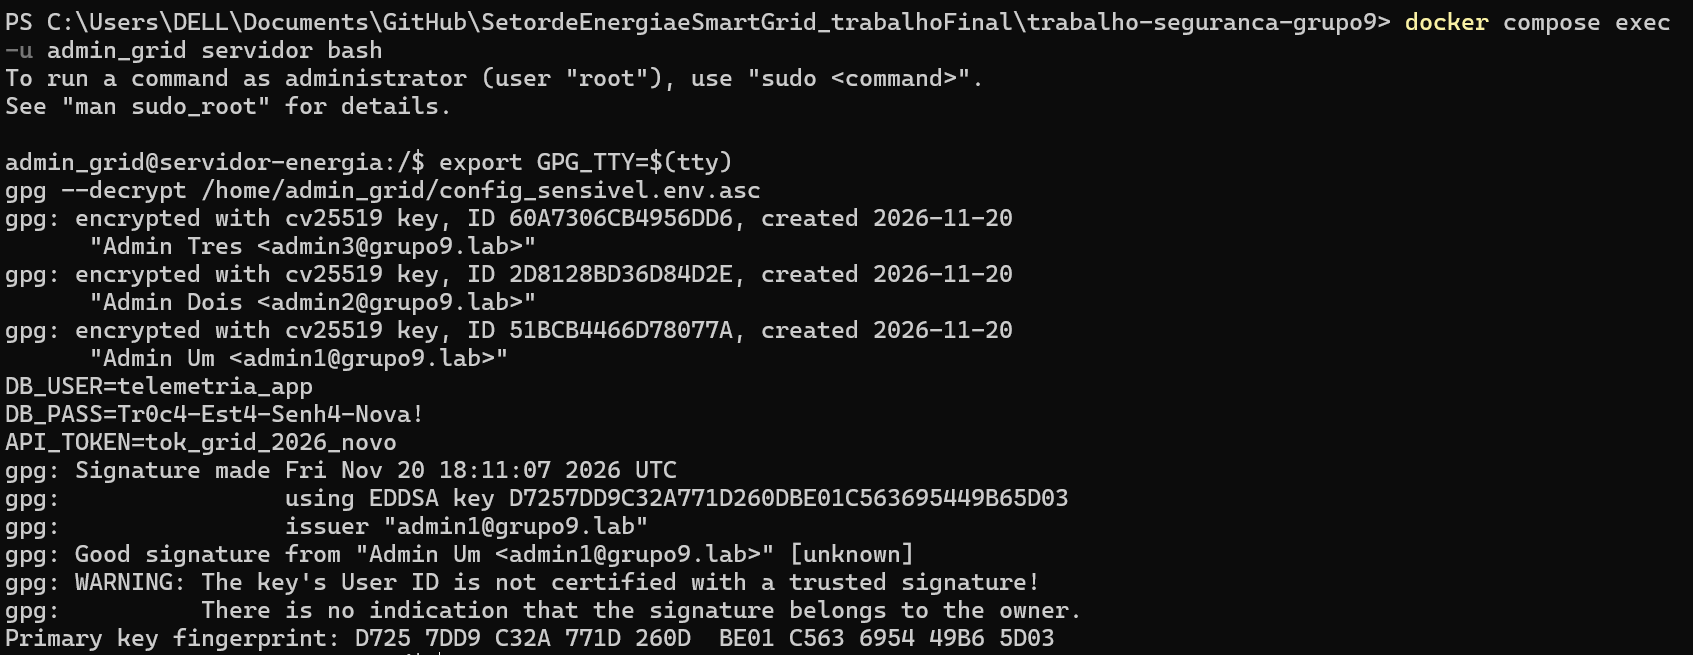 PS C:\Users\DELL\Documents\GitHub\SetordeEnergiaeSmartGrid_trabalhoFinal\trabalho-seguranca-grupo9> docker compose exec
-u admin_grid servidor bash
To run a command as administrator (user "root"), use "sudo <command>".
See "man sudo_root" for details.
admin_grid@servidor-energia:/$ export GPG_TTY=$(tty)
gpg --decrypt /home/admin_grid/config_sensivel.env.asc
gpg: encrypted with cv25519 key, ID 60A7306CB4956DD6, created 2026-11-20
      "Admin Tres <admin3@grupo9.lab>"
gpg: encrypted with cv25519 key, ID 2D8128BD36D84D2E, created 2026-11-20
      "Admin Dois <admin2@grupo9.lab>"
gpg: encrypted with cv25519 key, ID 51BCB4466D78077A, created 2026-11-20
      "Admin Um <admin1@grupo9.lab>"
DB_USER=telemetria_app
DB_PASS=Tr0c4-Est4-Senh4-Nova!
API_TOKEN=tok_grid_2026_novo
gpg: Signature made Fri Nov 20 18:11:07 2026 UTC
gpg:                using EDDSA key D7257DD9C32A771D260DBE01C563695449B65D03
gpg:                issuer "admin1@grupo9.lab"
gpg: Good signature from "Admin Um <admin1@grupo9.lab>" [unknown]
gpg: WARNING: The key's User ID is not certified with a trusted signature!
gpg:          There is no indication that the signature belongs to the owner.
Primary key fingerprint: D725 7DD9 C32A 771D 260D  BE01 C563 6954 49B6 5D03